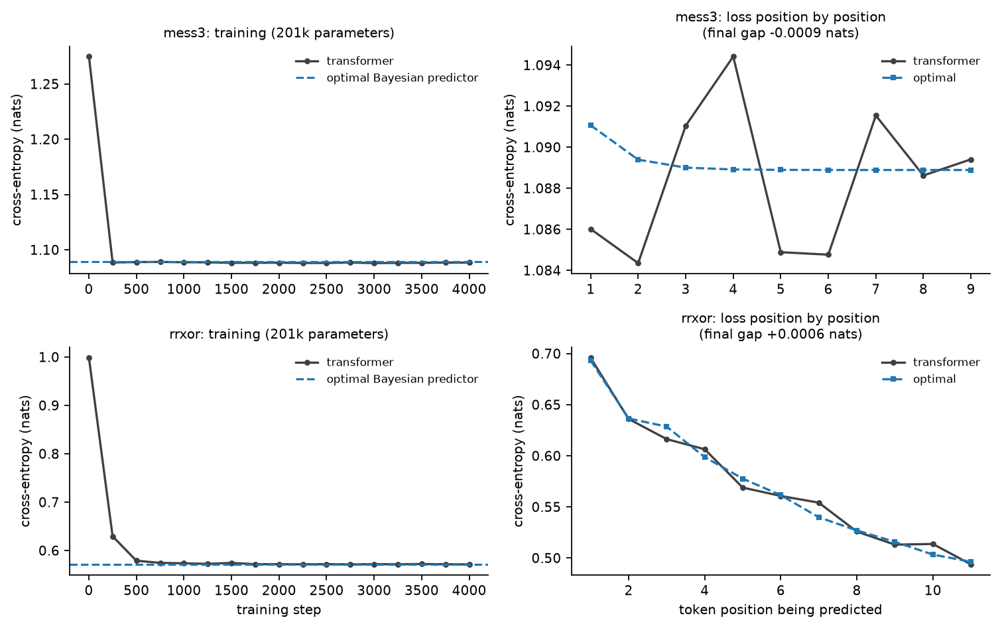 mess3: training (201k parameters)
cross-entropy (nats)
1.25
1.20
1.15
1.10
transformer
optimal Bayesian predictor
0 500 1000 1500 2000 2500 3000 3500 4000
mess3: loss position by position
(final gap -0.0009 nats)
cross-entropy (nats)
1.094
1.092
1.090
1.088
1.086
1.084
transformer
optimal
1 2 3 4 5 6 7 8 9
rrxor: training (201k parameters)
cross-entropy (nats)
1.0
0.9
0.8
0.7
0.6
transformer
optimal Bayesian predictor
0 500 1000 1500 2000 2500 3000 3500 4000
training step
rrxor: loss position by position
(final gap +0.0006 nats)
cross-entropy (nats)
0.70
0.65
0.60
0.55
0.50
transformer
optimal
2 4 6 8 10
token position being predicted